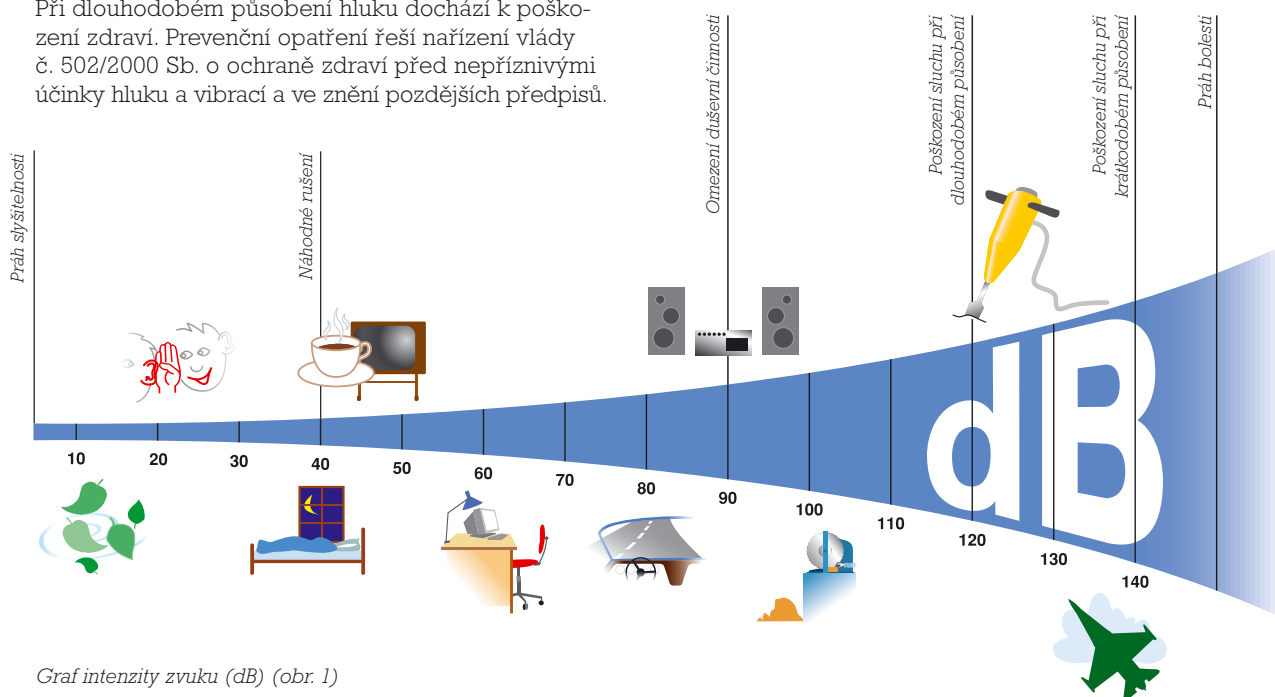 Při dlouhodobém působení hluku dochází k poško-
zení zdraví. Prevenční opatření řeší nařízení vlády
č. 502/2000 Sb. o ochraně zdraví před nepříznivými
účinky hluku a vibrací a ve znění pozdějších předpisů.
Práh slyšitelnosti
Náhodné rušení
Omezení duševní činnosti
Poškození sluchu při
dlouhodobém působení
Poškození sluchu při
krátkodobém působení
Práh bolesti
dB
10
20
30
40
50
60
70
80
90
100
110
120
130
140
Graf intenzity zvuku (dB) (obr. 1)